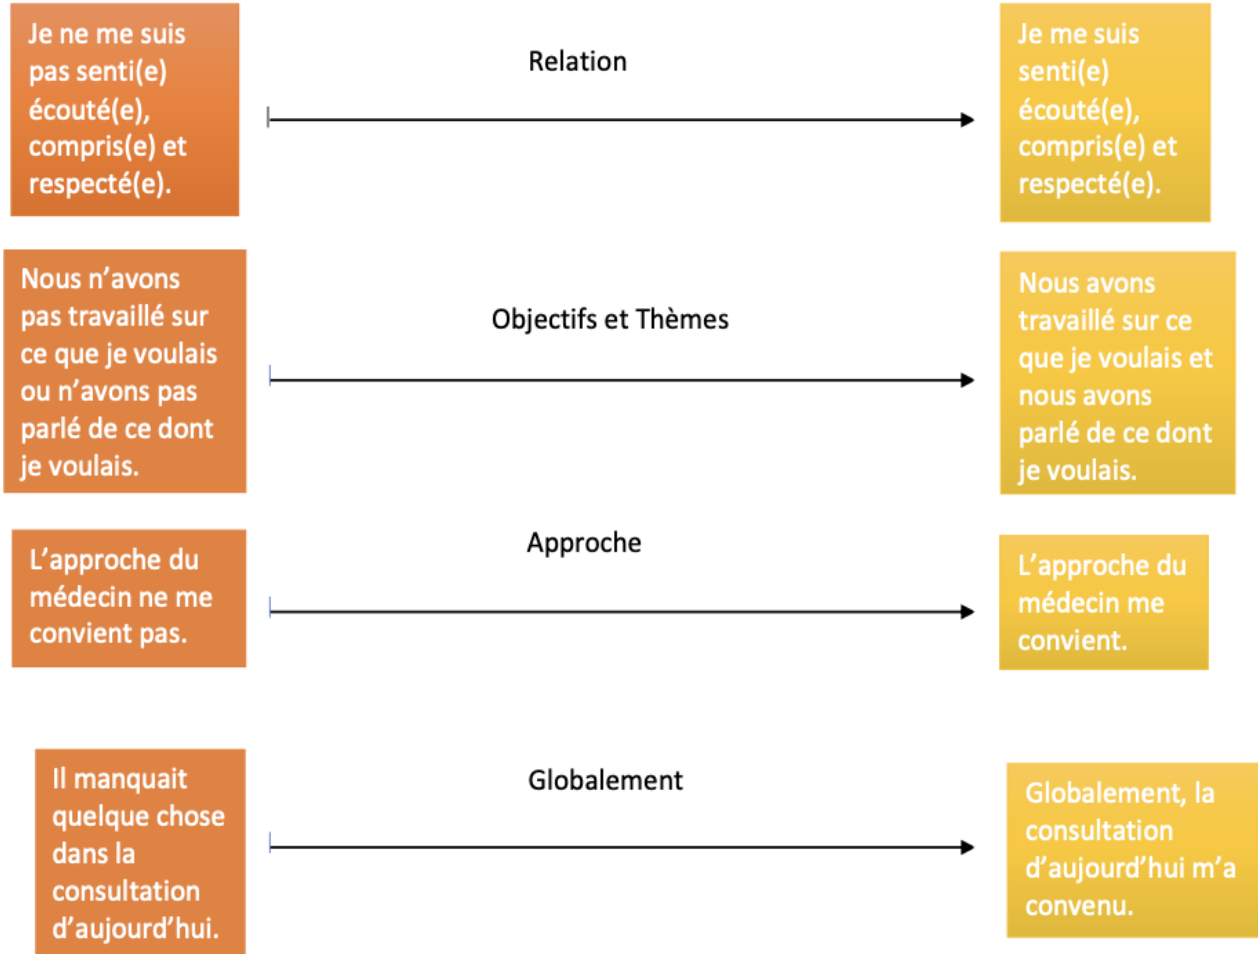 Je ne me suis
pas senti(e)
écouté(e),
compris(e) et
respecté(e).
Relation
Je me suis
senti(e)
écouté(e),
compris(e) et
respecté(e).
Nous n’avons
pas travaillé sur
ce que je voulais
ou n’avons pas
parlé de ce dont
je voulais.
Objectifs et Thèmes
Nous avons
travaillé sur ce
que je voulais et
nous avons
parlé de ce dont
je voulais.
L’approche du
médecin ne me
convient pas.
Approche
L’approche du
médecin me
convient.
Il manquait
quelque chose
dans la
consultation
d’aujourd’hui.
Globalement
Globalement, la
consultation
d’aujourd’hui m’a
convenu.